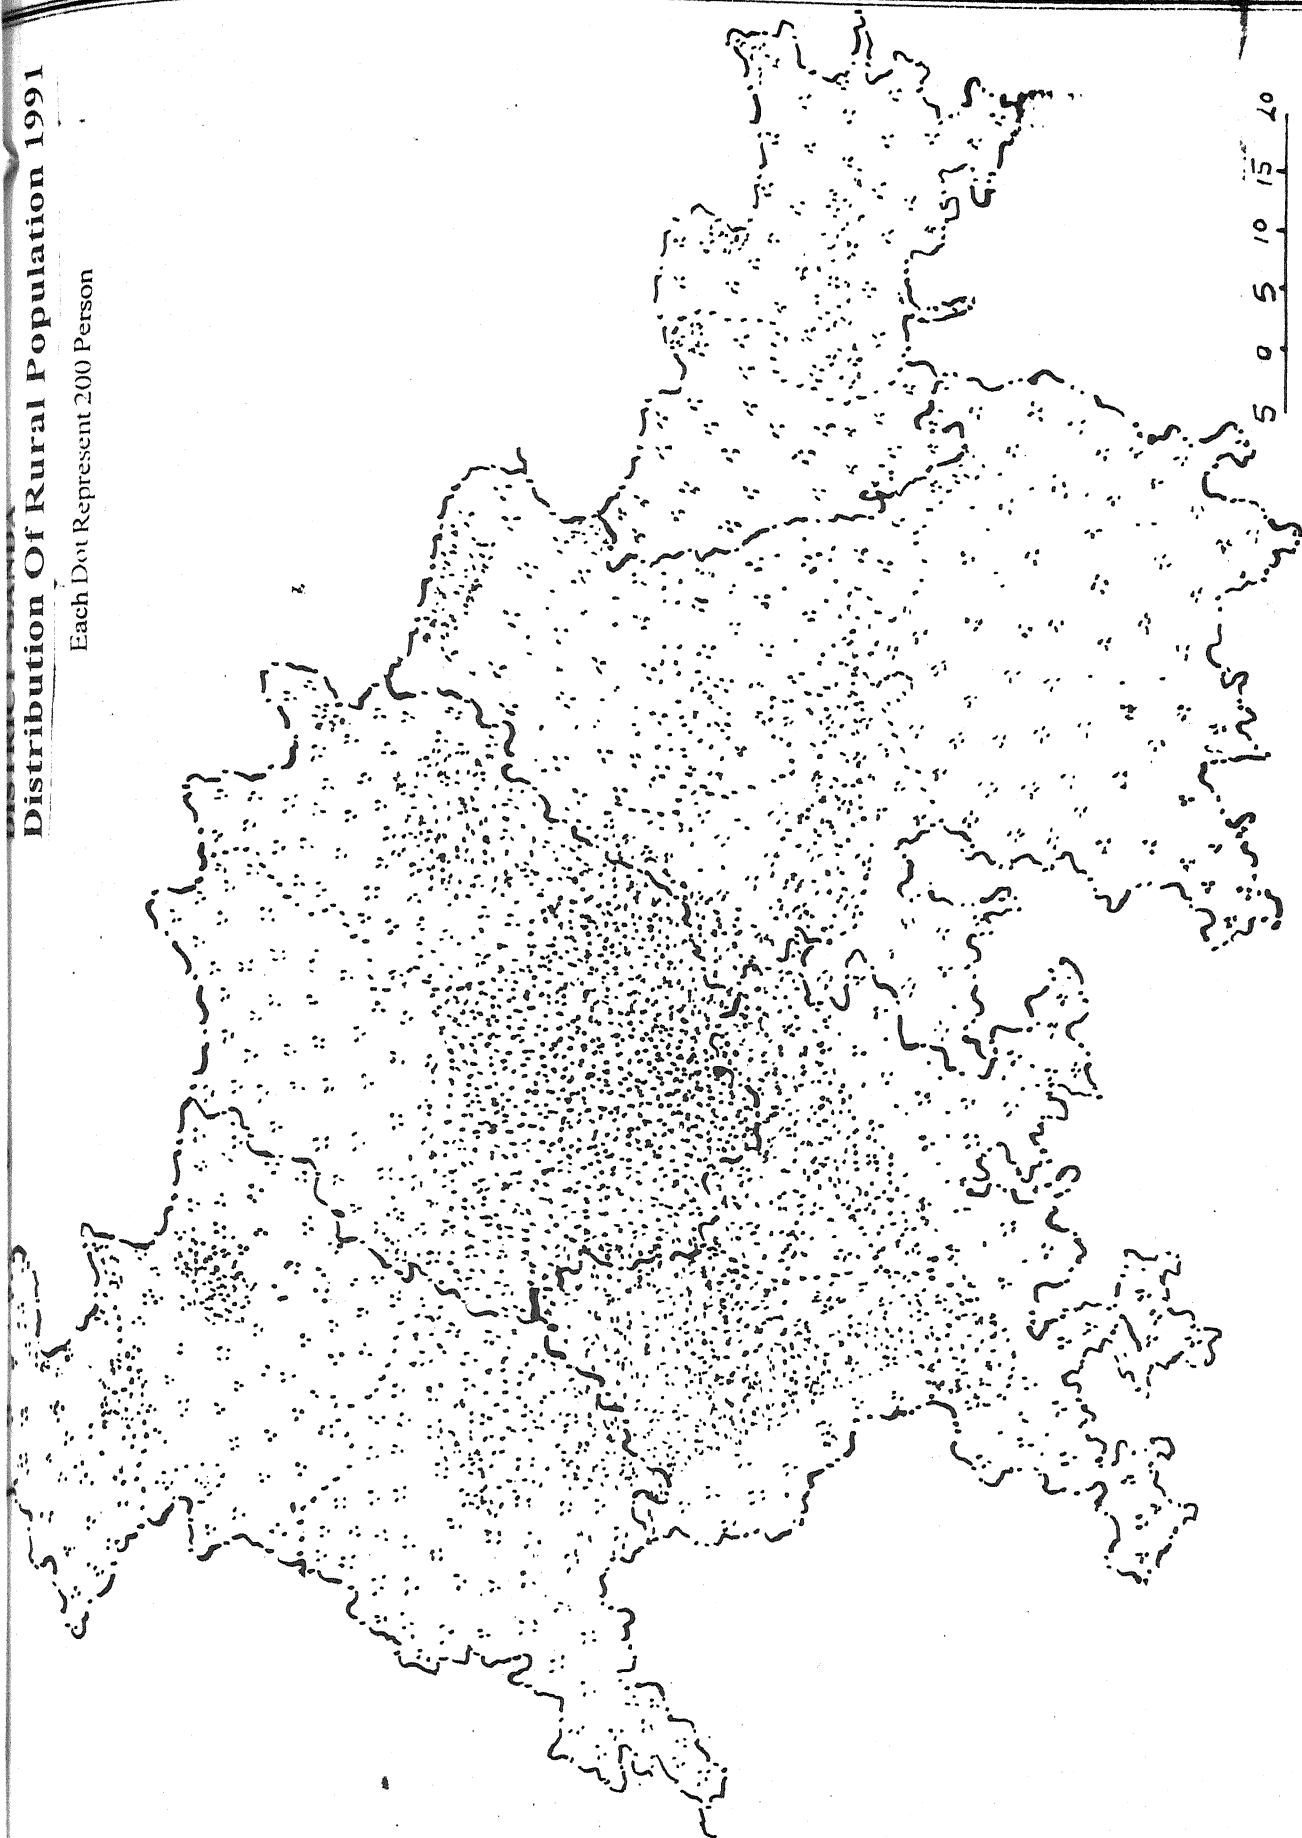 Distribution Of Rural Population 1991
Each Dot Represent 200 Person
5 0 5 10 15 20